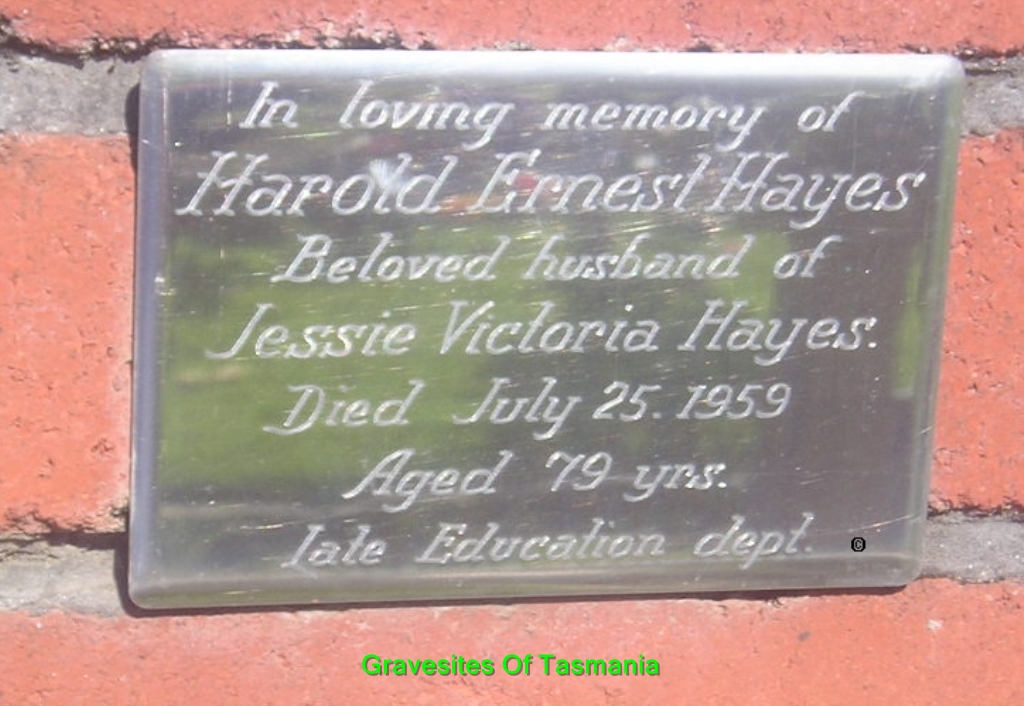 In loving memory of
Harold Ernest Hayes
Beloved husband of
Jessie Victoria Hayes.
Died July 25. 1959
Aged 79 yrs.
Late Education dept. ©
Gravesites Of Tasmania